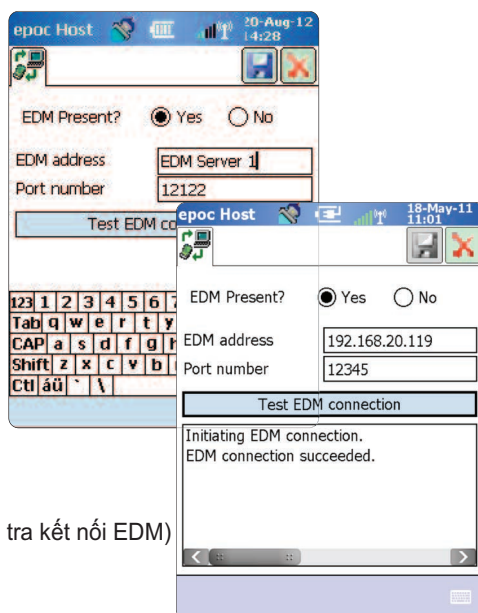 epoc Host 20-Aug-12
14:28
EDM Present? Yes No
EDM address EDM Server 1
Port number 12122
Test EDM co
123 1 2 3 4 5 6 7
Tab q w e r t y
CAP a s d f g h
Shift z x c v b
Ctl áü ` \
epoc Host 18-May-11
11:01
EDM Present? Yes No
EDM address 192.168.20.119
Port number 12345
Test EDM connection
Initiating EDM connection.
EDM connection succeeded.
tra kết nối EDM)